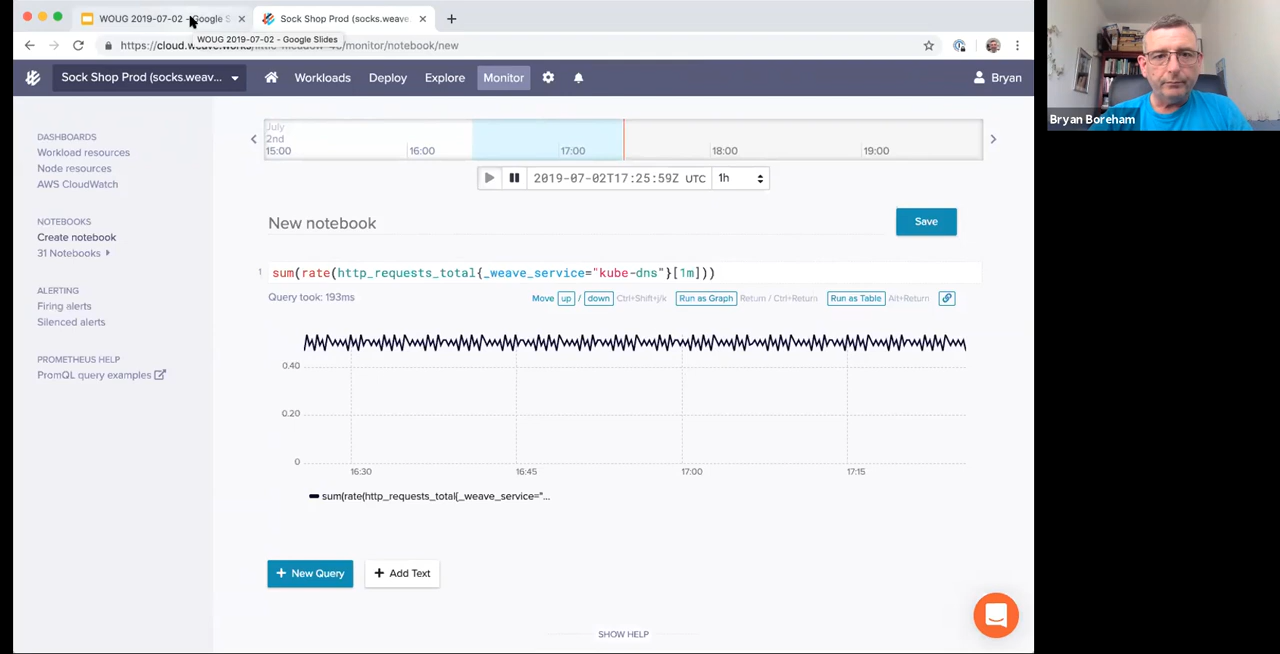 WOUG 2019-07-02 - Google S
Sock Shop Prod (socks.weave.
WOUG 2019-07-02 - Google Slides
https://cloud.weave.works/little-meadow-48/monitor/notebook/new
Sock Shop Prod (socks.weav...
Workloads
Deploy
Explore
Monitor
Bryan
Bryan Boreham
DASHBOARDS
Workload resources
Node resources
AWS CloudWatch
NOTEBOOKS
Create notebook
31 Notebooks
ALERTING
Firing alerts
Silenced alerts
PROMETHEUS HELP
PromQL query examples
July
2nd
15:00 16:00 17:00 18:00 19:00
2019-07-02T17:25:59Z UTC 1h
New notebook
Save
1 sum(rate(http_requests_total{_weave_service="kube-dns"}[1m]))
Query took: 193ms
Move up / down Ctrl+Shift+j/k Run as Graph Return / Ctrl+Return Run as Table Alt+Return
0.40
0.20
0
16:30 16:45 17:00 17:15
sum(rate(http_requests_total{_weave_service="...
+ New Query
+ Add Text
SHOW HELP